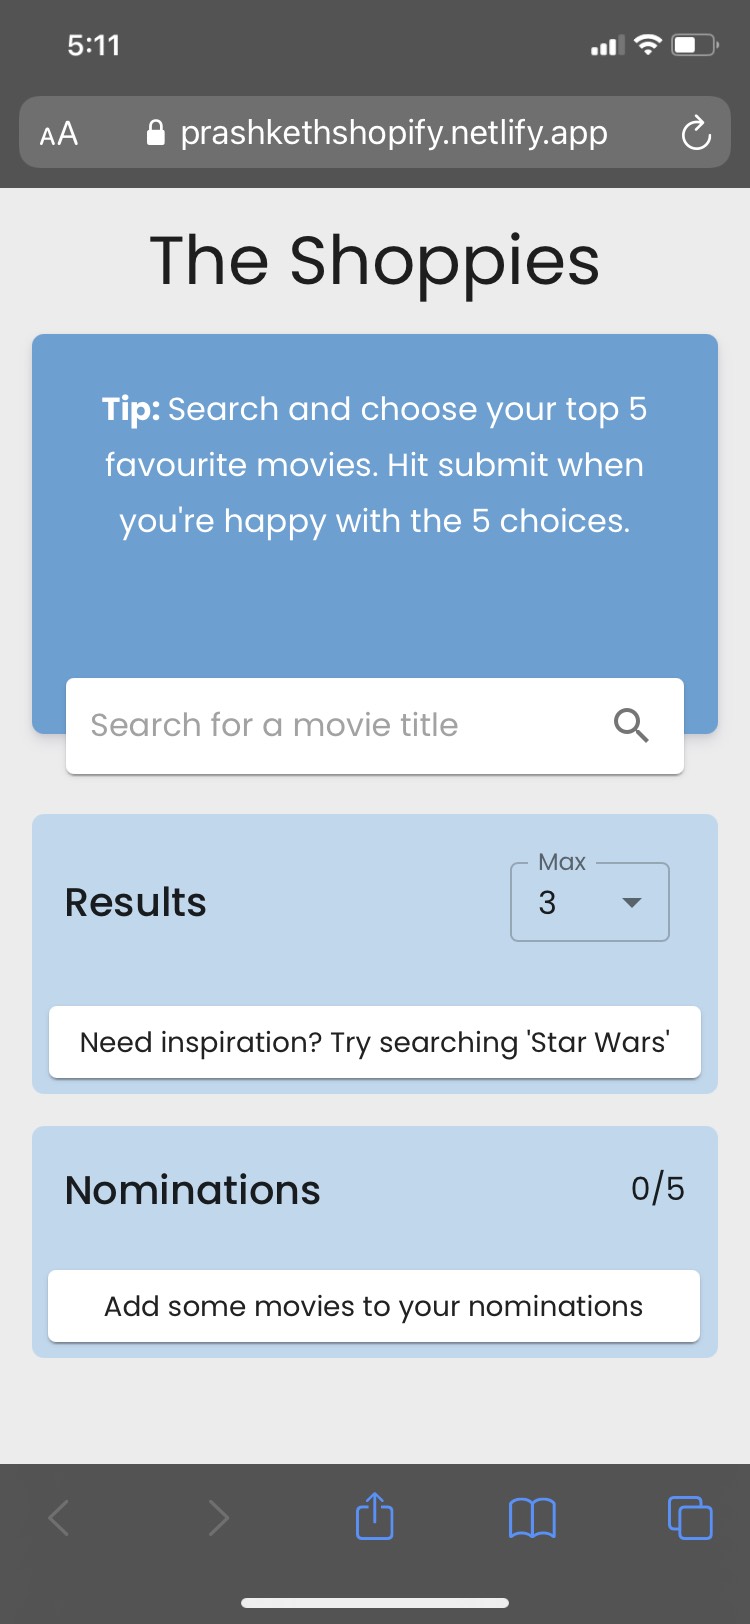 5:11
AA prashkethshopify.netlify.app
The Shoppies
Tip: Search and choose your top 5
favourite movies. Hit submit when
you're happy with the 5 choices.
Search for a movie title
Max
Results 3
Need inspiration? Try searching 'Star Wars'
Nominations 0/5
Add some movies to your nominations